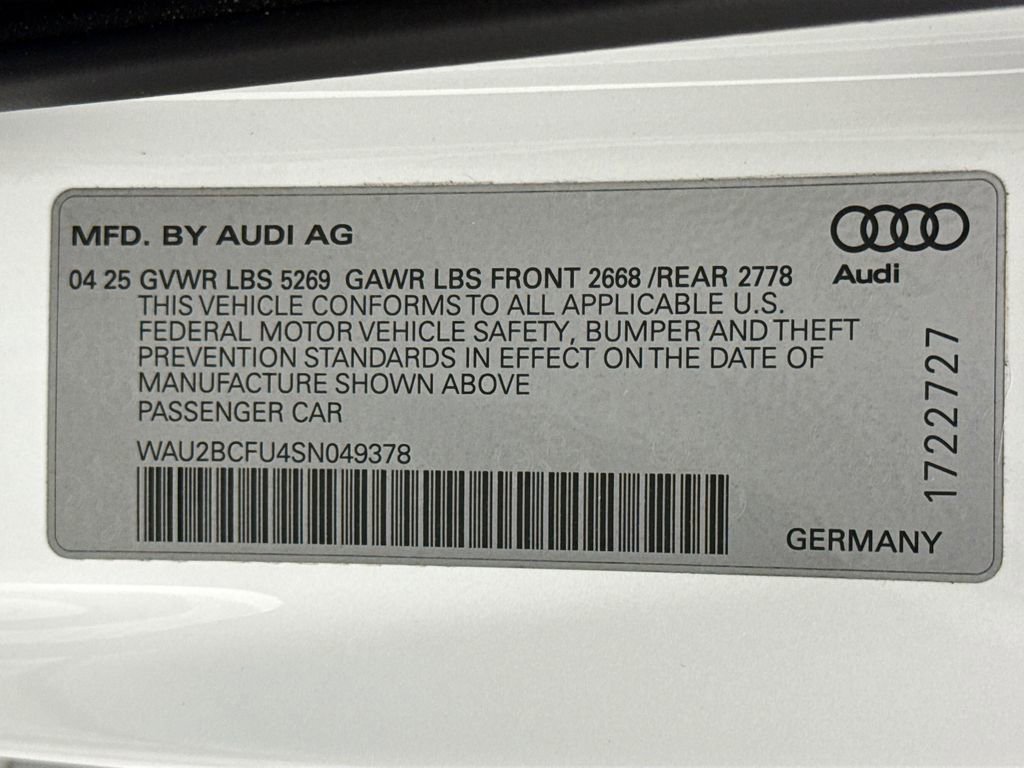 MFD. BY AUDI AG
Audi
04 25 GVWR LBS 5269 GAWR LBS FRONT 2668 /REAR 2778
THIS VEHICLE CONFORMS TO ALL APPLICABLE U.S.
FEDERAL MOTOR VEHICLE SAFETY, BUMPER AND THEFT
PREVENTION STANDARDS IN EFFECT ON THE DATE OF
MANUFACTURE SHOWN ABOVE
PASSENGER CAR
WAU2BCFU4SN049378
1722727
GERMANY